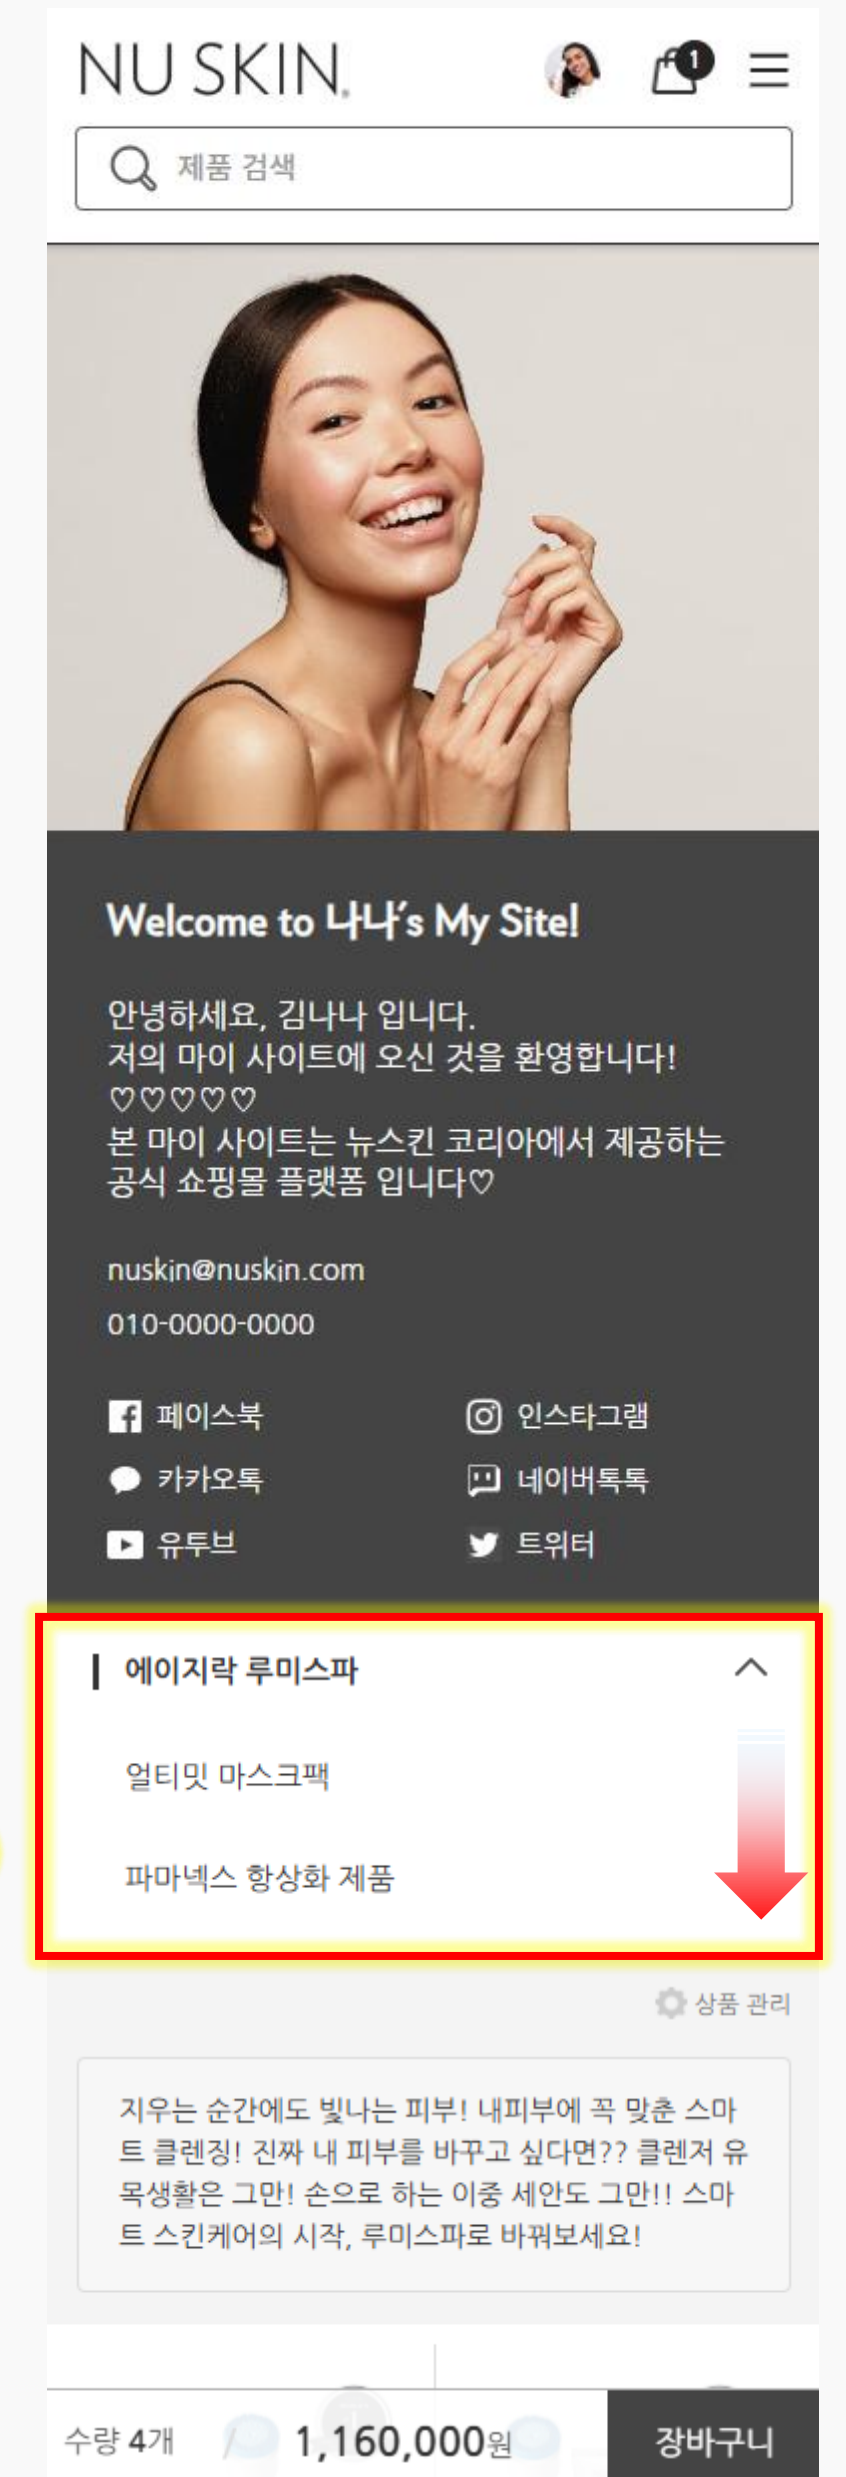 NU SKIN.
1
제품 검색
Welcome to 나나´s My Site!
안녕하세요, 김나나 입니다.
저의 마이 사이트에 오신 것을 환영합니다!
♡♡♡♡♡
본 마이 사이트는 뉴스킨 코리아에서 제공하는
공식 쇼핑몰 플랫폼 입니다♡
nuskin@nuskin.com
010-0000-0000
페이스북
인스타그램
카카오톡
네이버톡톡
유투브
트위터
에이지락 루미스파
얼티밋 마스크팩
파마넥스 항상화 제품
상품 관리
지우는 순간에도 빛나는 피부! 내피부에 꼭 맞춘 스마
트 클렌징! 진짜 내 피부를 바꾸고 싶다면?? 클렌저 유
목생활은 그만! 손으로 하는 이중 세안도 그만!! 스마
트 스킨케어의 시작, 루미스파로 바꿔보세요!
수량 4개 / 1,160,000원
장바구니